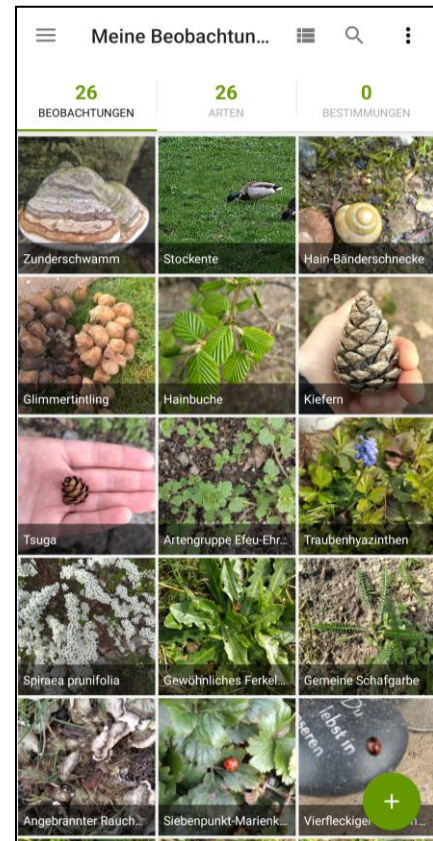 Meine Beobachtun...
26
BEOBACHTUNGEN
26
ARTEN
0
BESTIMMUNGEN
Zunderschwamm
Stockente
Hain-Bänderschnecke
Glimmertintling
Hainbuche
Kiefern
Tsuga
Artengruppe Efeu-Ehr...
Traubenhyazinthen
Spiraea prunifolia
Gewöhnliches Ferkel...
Gemeine Schafgarbe
Du
lebst in
unseren
Angebrannter Rauch...
Siebenpunkt-Marienk...
Vierfleckige
+